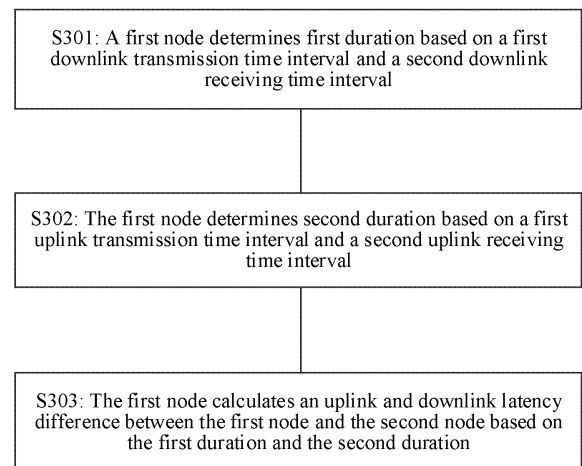 S301: A first node determines first duration based on a first
downlink transmission time interval and a second downlink
receiving time interval
S302: The first node determines second duration based on a first
uplink transmission time interval and a second uplink receiving
time interval
S303: The first node calculates an uplink and downlink latency
difference between the first node and the second node based on
the first duration and the second duration